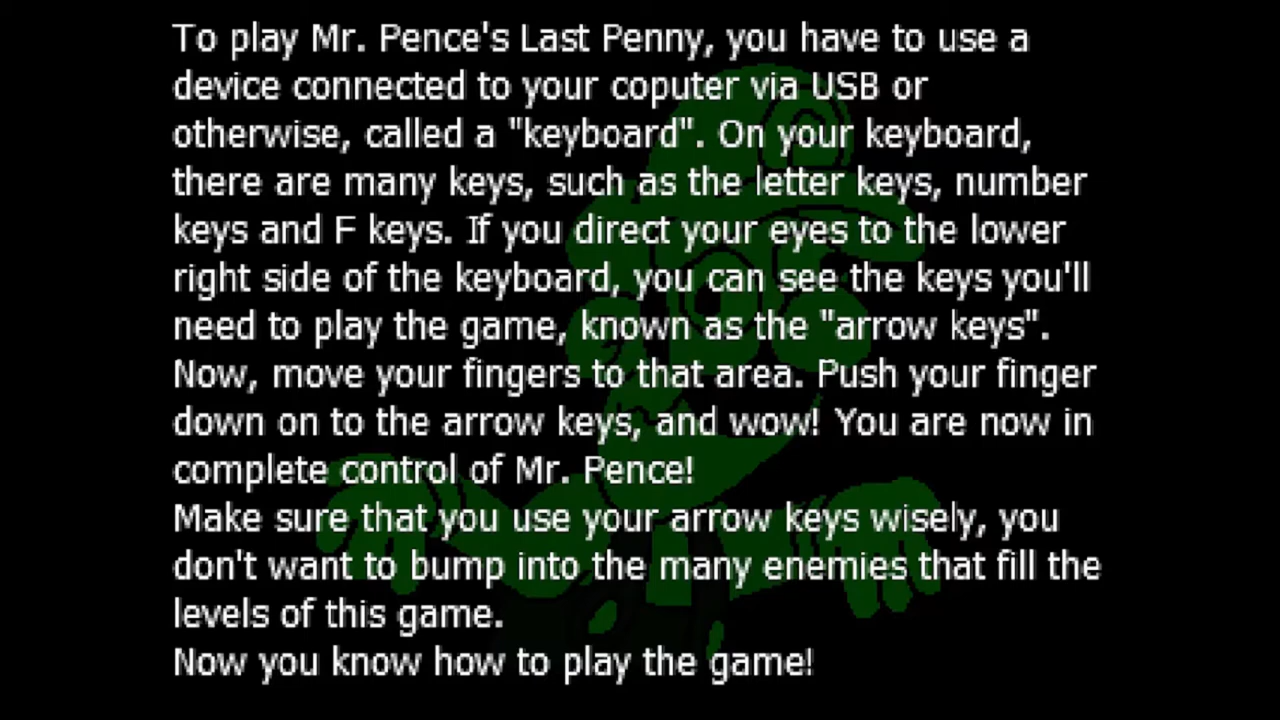 To play Mr. Pence's Last Penny, you have to use a
device connected to your coputer via USB or
otherwise, called a "keyboard". On your keyboard,
there are many keys, such as the letter keys, number
keys and F keys. If you direct your eyes to the lower
right side of the keyboard, you can see the keys you'll
need to play the game, known as the "arrow keys".
Now, move your fingers to that area. Push your finger
down on to the arrow keys, and wow! You are now in
complete control of Mr. Pence!
Make sure that you use your arrow keys wisely, you
don't want to bump into the many enemies that fill the
levels of this game.
Now you know how to play the game!